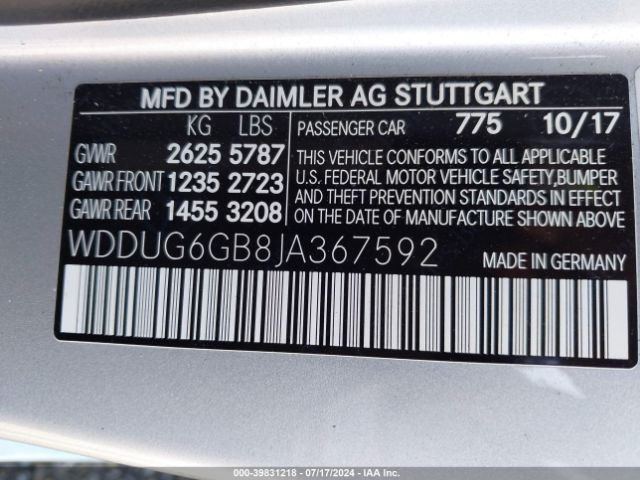 MFD BY DAIMLER AG STUTTGART
KG LBS
GVWR 2625 5787
GAWR FRONT 1235 2723
GAWR REAR 1455 3208
PASSENGER CAR 775 10/17
THIS VEHICLE CONFORMS TO ALL APPLICABLE
U.S. FEDERAL MOTOR VEHICLE SAFETY,BUMPER
AND THEFT PREVENTION STANDARDS IN EFFECT
ON THE DATE OF MANUFACTURE SHOWN ABOVE
WDDUG6GB8JA367592 MADE IN GERMANY
000-39831218 - 07/17/2024 - IAA Inc.